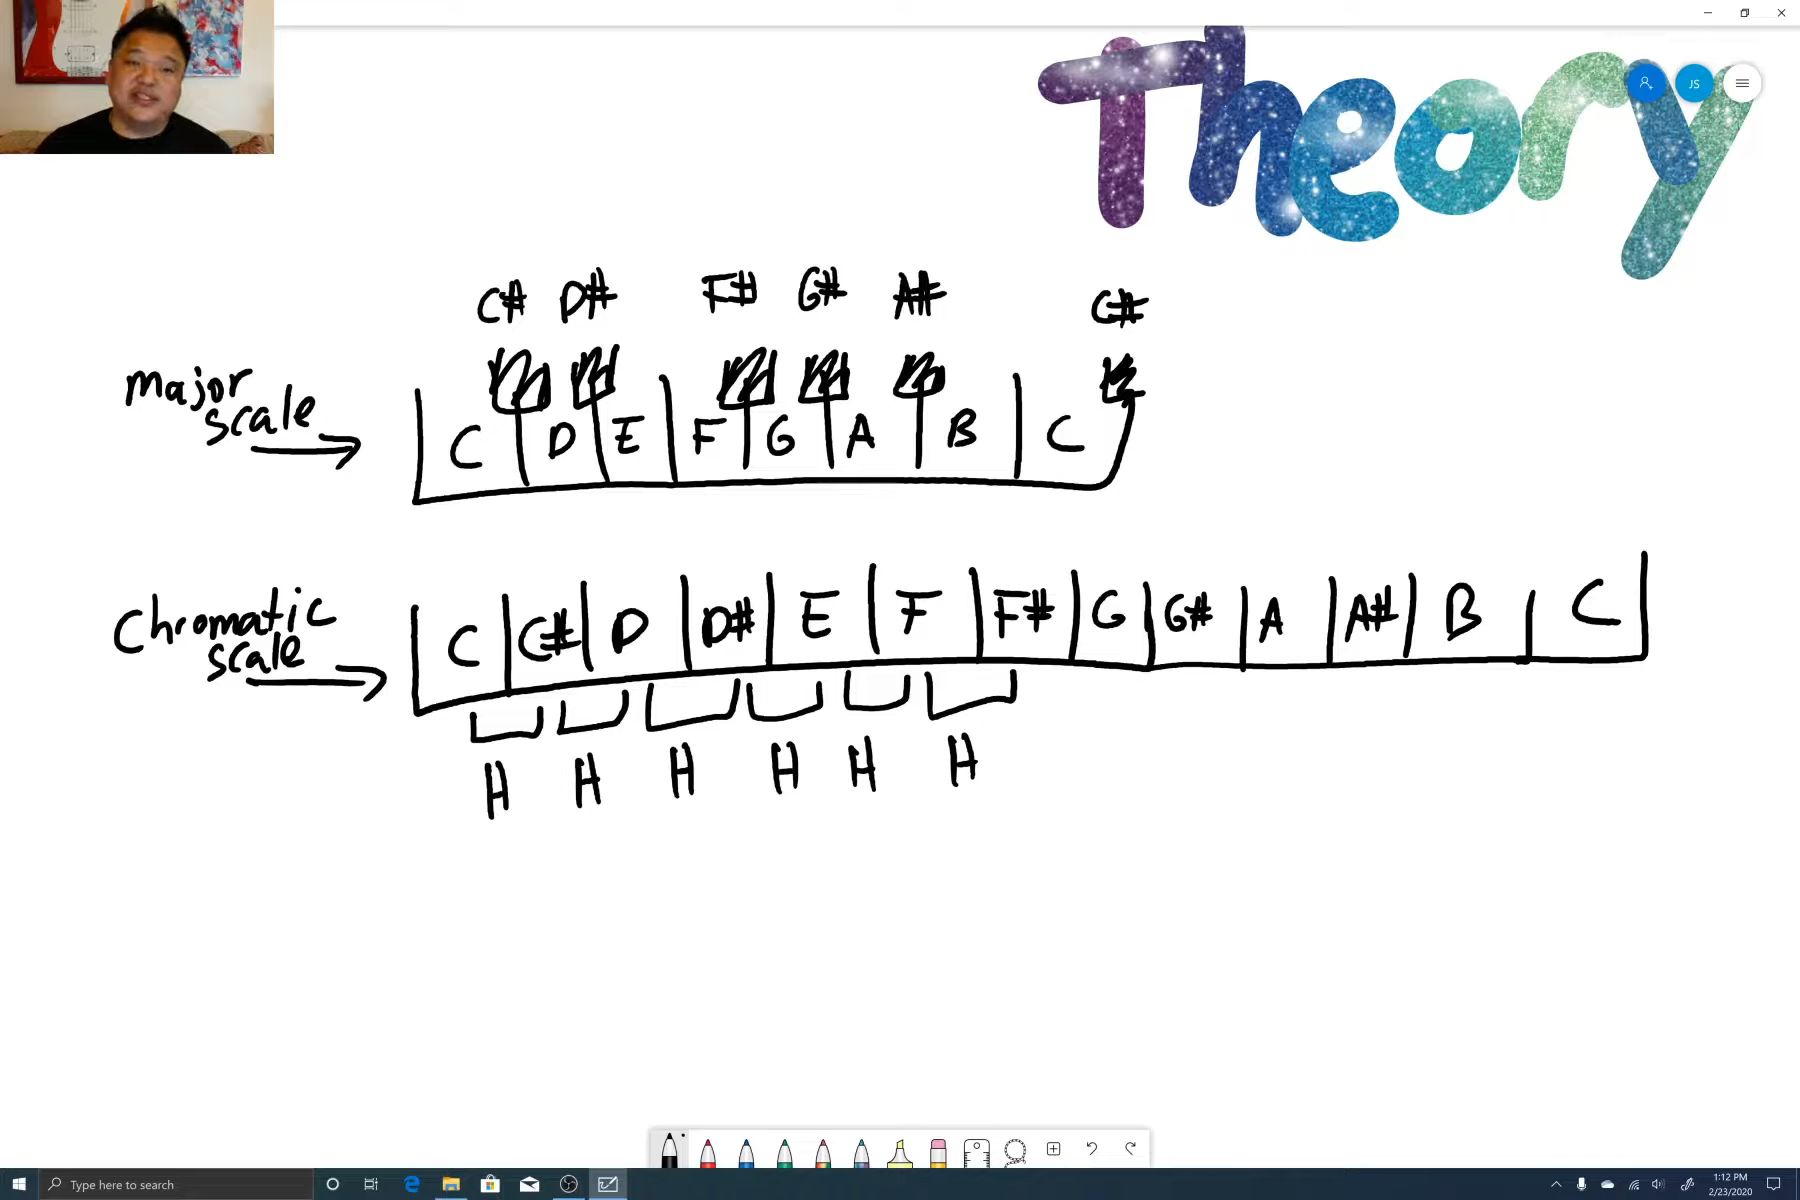 Theory
JS
C# D# F# G# A# C#
Major
scale
C D E F G A B C
Chromatic
scale
C C# D D# E F F# G G# A A# B C
H H H H H H
Type here to search
1:12 PM
2/23/2020